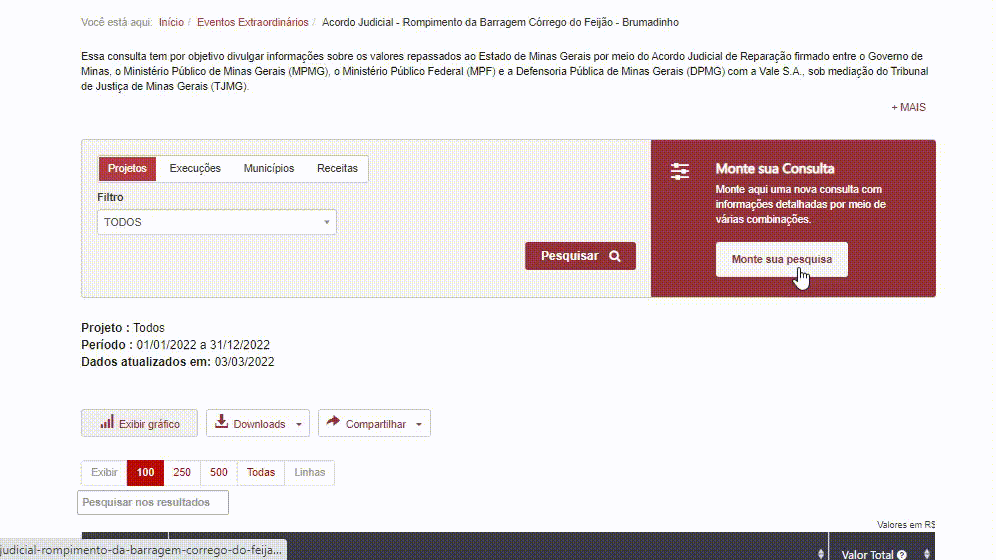 Você está aqui: Início / Eventos Extraordinários / Acordo Judicial - Rompimento da Barragem Córrego do Feijão - Brumadinho
Essa consulta tem por objetivo divulgar informações sobre os valores repassados ao Estado de Minas Gerais por meio do Acordo Judicial de Reparação firmado entre o Governo de
Minas, o Ministério Público de Minas Gerais (MPMG), o Ministério Público Federal (MPF) e a Defensoria Pública de Minas Gerais (DPMG) com a Vale S.A., sob mediação do Tribunal
de Justiça de Minas Gerais (TJMG).
+ MAIS
Projetos Execuções Municípios Receitas
Filtro
TODOS
Pesquisar
Monte sua Consulta
Monte aqui uma nova consulta com
informações detalhadas por meio de
várias combinações.
Monte sua pesquisa
Projeto : Todos
Período : 01/01/2022 a 31/12/2022
Dados atualizados em: 03/03/2022
Exibir gráfico Downloads Compartilhar
Exibir 100 250 500 Todas Linhas
Pesquisar nos resultados
Valores em R$
judicial-rompimento-da-barragem-corrego-do-feija...
Valor Total ?